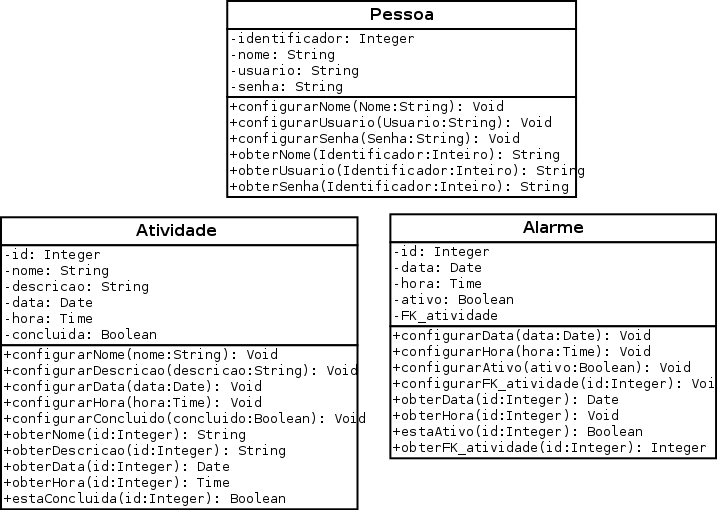 Pessoa
-identificador: Integer
-nome: String
-usuario: String
-senha: String
+configurarNome(Nome:String): Void
+configurarUsuario(Usuario:String): Void
+configurarSenha(Senha:String): Void
+obterNome(Identificador:Inteiro): String
+obterUsuario(Identificador:Inteiro): String
+obterSenha(Identificador:Inteiro): String
Atividade
-id: Integer
-nome: String
-descricao: String
-data: Date
-hora: Time
-concluida: Boolean
+configurarNome(nome:String): Void
+configurarDescricao(descricao:String): Void
+configurarData(data:Date): Void
+configurarHora(hora:Time): Void
+configurarConcluido(concluido:Boolean): Void
+obterNome(id:Integer): String
+obterDescricao(id:Integer): String
+obterData(id:Integer): Date
+obterHora(id:Integer): Time
+estaConcluida(id:Integer): Boolean
Alarme
-id: Integer
-data: Date
-hora: Time
-ativo: Boolean
-FK_atividade
+configurarData(data:Date): Void
+configurarHora(hora:Time): Void
+configurarAtivo(ativo:Boolean): Void
+configurarFK_atividade(id:Integer): Voi
+obterData(id:Integer): Date
+obterHora(id:Integer): Void
+estaAtivo(id:Integer): Boolean
+obterFK_atividade(id:Integer): Integer